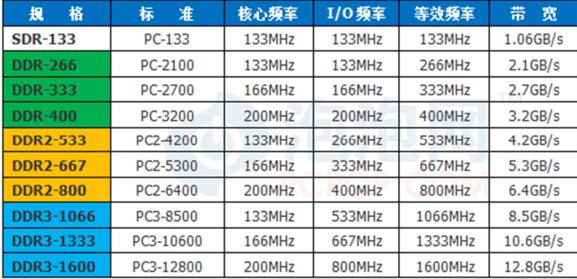 规 格 标 准 核心频率 I/O 频率 等效频率 带 宽
SDR-133 PC-133 133MHz 133MHz 133MHz 1.06GB/s
DDR-266 PC-2100 133MHz 133MHz 266MHz 2.1GB/s
DDR-333 PC-2700 166MHz 166MHz 333MHz 2.7GB/s
DDR-400 PC-3200 200MHz 200MHz 400MHz 3.2GB/s
DDR2-533 PC2-4200 133MHz 266MHz 533MHz 4.2GB/s
DDR2-667 PC2-5300 166MHz 333MHz 667MHz 5.3GB/s
DDR2-800 PC2-6400 200MHz 400MHz 800MHz 6.4GB/s
DDR3-1066 PC3-8500 133MHz 533MHz 1066MHz 8.5GB/s
DDR3-1333 PC3-10600 166MHz 667MHz 1333MHz 10.6GB/s
DDR3-1600 PC3-12800 200MHz 800MHz 1600MHz 12.8GB/s
泡泡网